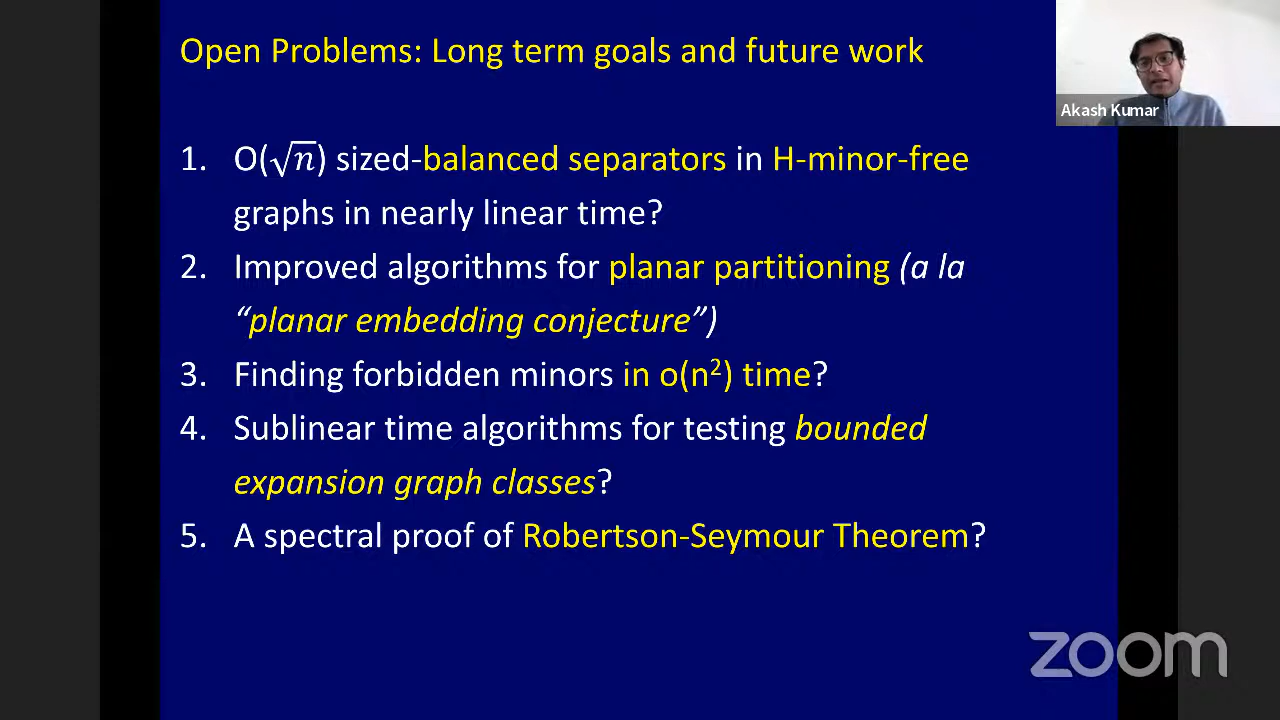 Open Problems: Long term goals and future work
Akash Kumar
1. O(√n) sized-balanced separators in H-minor-free
graphs in nearly linear time?
2. Improved algorithms for planar partitioning (a la
“planar embedding conjecture”)
3. Finding forbidden minors in o(n²) time?
4. Sublinear time algorithms for testing bounded
expansion graph classes?
5. A spectral proof of Robertson-Seymour Theorem?
zoom